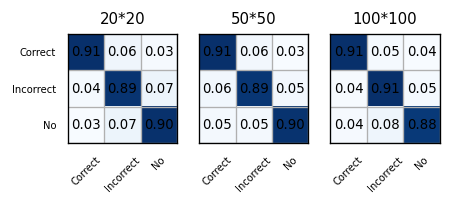 20*20 50*50 100*100
Correct 0.91 0.06 0.03 0.91 0.06 0.03 0.91 0.05 0.04
Incorrect 0.04 0.89 0.07 0.06 0.89 0.05 0.04 0.91 0.05
No 0.03 0.07 0.90 0.05 0.05 0.90 0.04 0.08 0.88
Correct Incorrect No Correct Incorrect No Correct Incorrect No